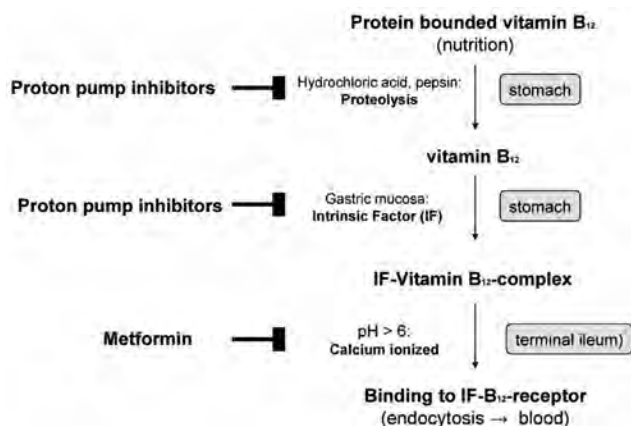 Protein bounded vitamin B₁₂
(nutrition)
Proton pump inhibitors
Hydrochloric acid, pepsin:
Proteolysis
stomach
vitamin B₁₂
Proton pump inhibitors
Gastric mucosa:
Intrinsic Factor (IF)
stomach
IF-Vitamin B₁₂-complex
Metformin
pH > 6:
Calcium ionized
terminal ileum)
Binding to IF-B₁₂-receptor
(endocytosis → blood)